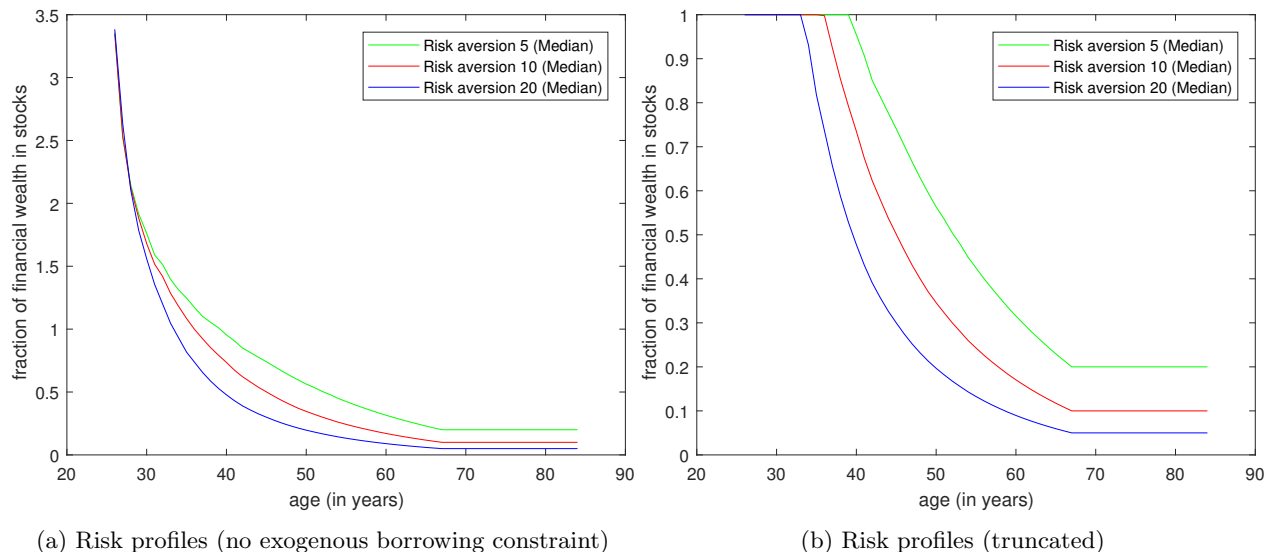 3.5
3
2.5
2
1.5
1
0.5
0
20 30 40 50 60 70 80 90
fraction of financial wealth in stocks
age (in years)
Risk aversion 5 (Median)
Risk aversion 10 (Median)
Risk aversion 20 (Median)
(a) Risk profiles (no exogenous borrowing constraint)
1
0.9
0.8
0.7
0.6
0.5
0.4
0.3
0.2
0.1
0
20 30 40 50 60 70 80 90
fraction of financial wealth in stocks
age (in years)
Risk aversion 5 (Median)
Risk aversion 10 (Median)
Risk aversion 20 (Median)
(b) Risk profiles (truncated)